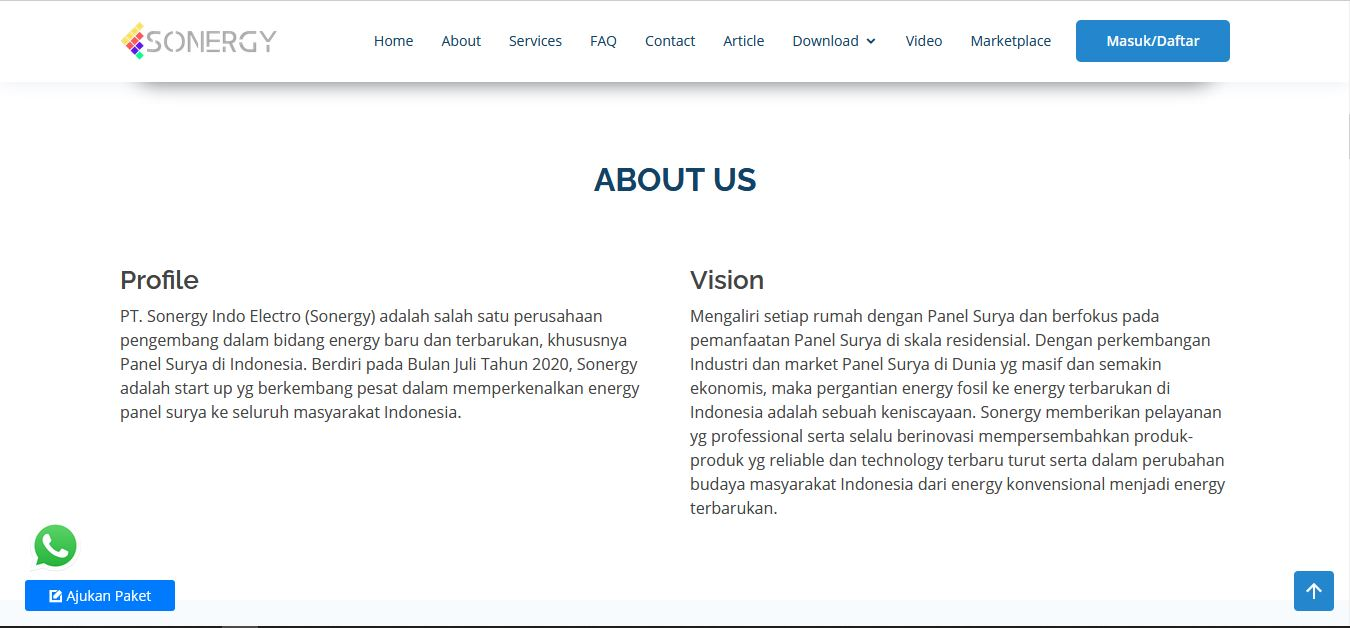 SONERGY
Home About Services FAQ Contact Article Download Video Marketplace Masuk/Daftar
ABOUT US
Profile
PT. Sonergy Indo Electro (Sonergy) adalah salah satu perusahaan
pengembang dalam bidang energy baru dan terbarukan, khususnya
Panel Surya di Indonesia. Berdiri pada Bulan Juli Tahun 2020, Sonergy
adalah start up yg berkembang pesat dalam memperkenalkan energy
panel surya ke seluruh masyarakat Indonesia.
Vision
Mengaliri setiap rumah dengan Panel Surya dan berfokus pada
pemanfaatan Panel Surya di skala residensial. Dengan perkembangan
Industri dan market Panel Surya di Dunia yg masif dan semakin
ekonomis, maka pergantian energy fosil ke energy terbarukan di
Indonesia adalah sebuah keniscayaan. Sonergy memberikan pelayanan
yg professional serta selalu berinovasi mempersembahkan produk-
produk yg reliable dan technology terbaru turut serta dalam perubahan
budaya masyarakat Indonesia dari energy konvensional menjadi energy
terbarukan.
Ajukan Paket